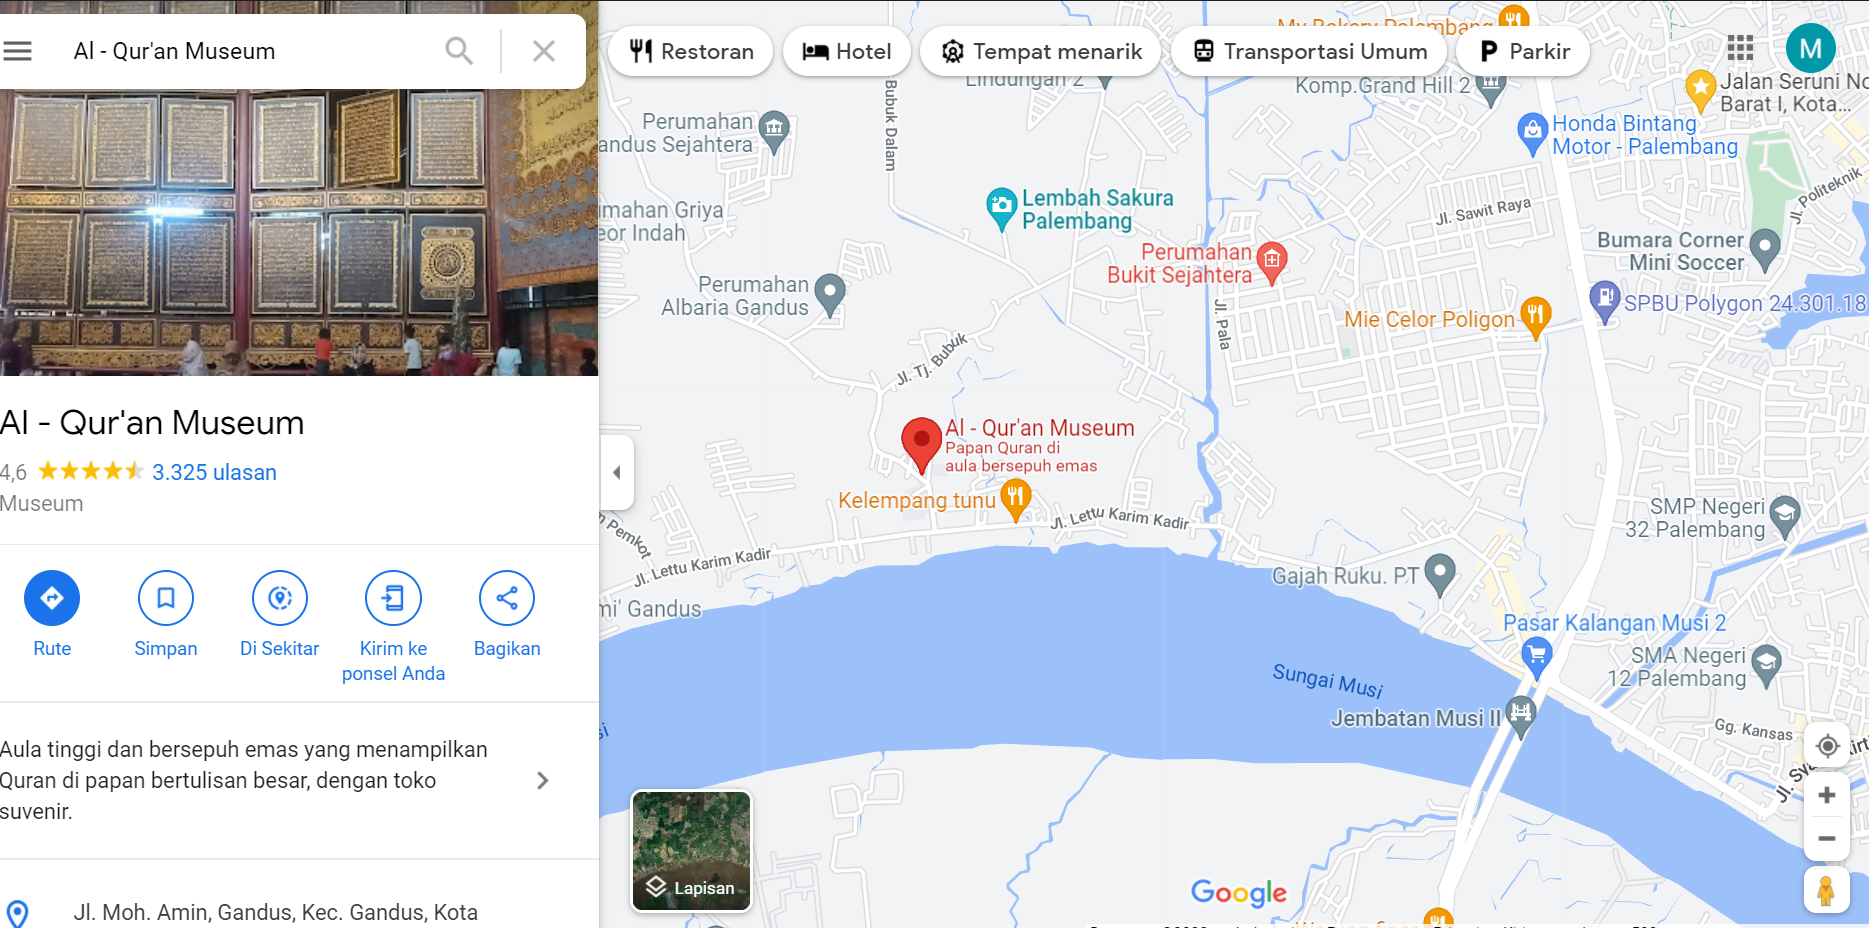 Al - Qur'an Museum
Al - Qur'an Museum
4,6
3.325 ulasan
Museum
Rute
Simpan
Di Sekitar
Kirim ke
ponsel Anda
Bagikan
Aula tinggi dan bersepuh emas yang menampilkan
Quran di papan bertulisan besar, dengan toko
suvenir.
Jl. Moh. Amin, Gandus, Kec. Gandus, Kota
Restoran
Hotel
Tempat menarik
Transportasi Umum
Parkir
M
My Bakery Palembang
Lindungan 2
Komp.Grand Hill 2
Jalan Seruni No
Barat I, Kota...
Bubuk Dalam
Perumahan
andus Sejahtera
Honda Bintang
Motor - Palembang
Jl. Politeknik
Lembah Sakura
Palembang
Jl. Sawit Raya
imahan Griya
eor Indah
Bumara Corner
Mini Soccer
Perumahan
Bukit Sejahtera
Perumahan
Albaria Gandus
SPBU Polygon 24.301.18
Jl. Pala
Mie Celor Poligon
Jl. Tj. Bubuk
Al - Qur'an Museum
Papan Quran di
aula bersepuh emas
Kelempang tunu
Jl. Lettu Karim Kadir
Pemkot
Jl. Lettu Karim Kadir
SMP Negeri
32 Palembang
Gajah Ruku. PT
mi' Gandus
Pasar Kalangan Musi 2
SMA Negeri
12 Palembang
Sungai Musi
Jembatan Musi II
Gg. Kansas
si
Lapisan
Google